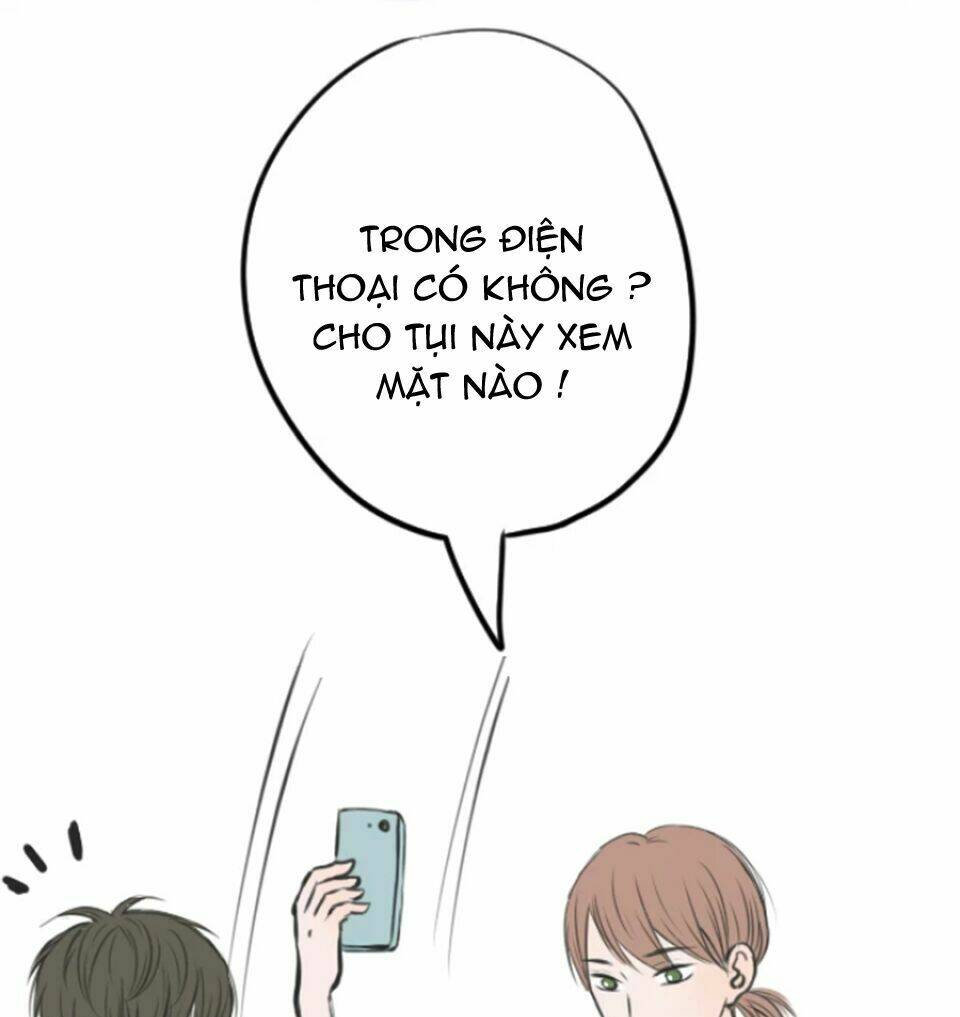 TRONG ĐIỆN
THOẠI CÓ KHÔNG ?
CHO TỤI NÀY XEM
MẶT NÀO !